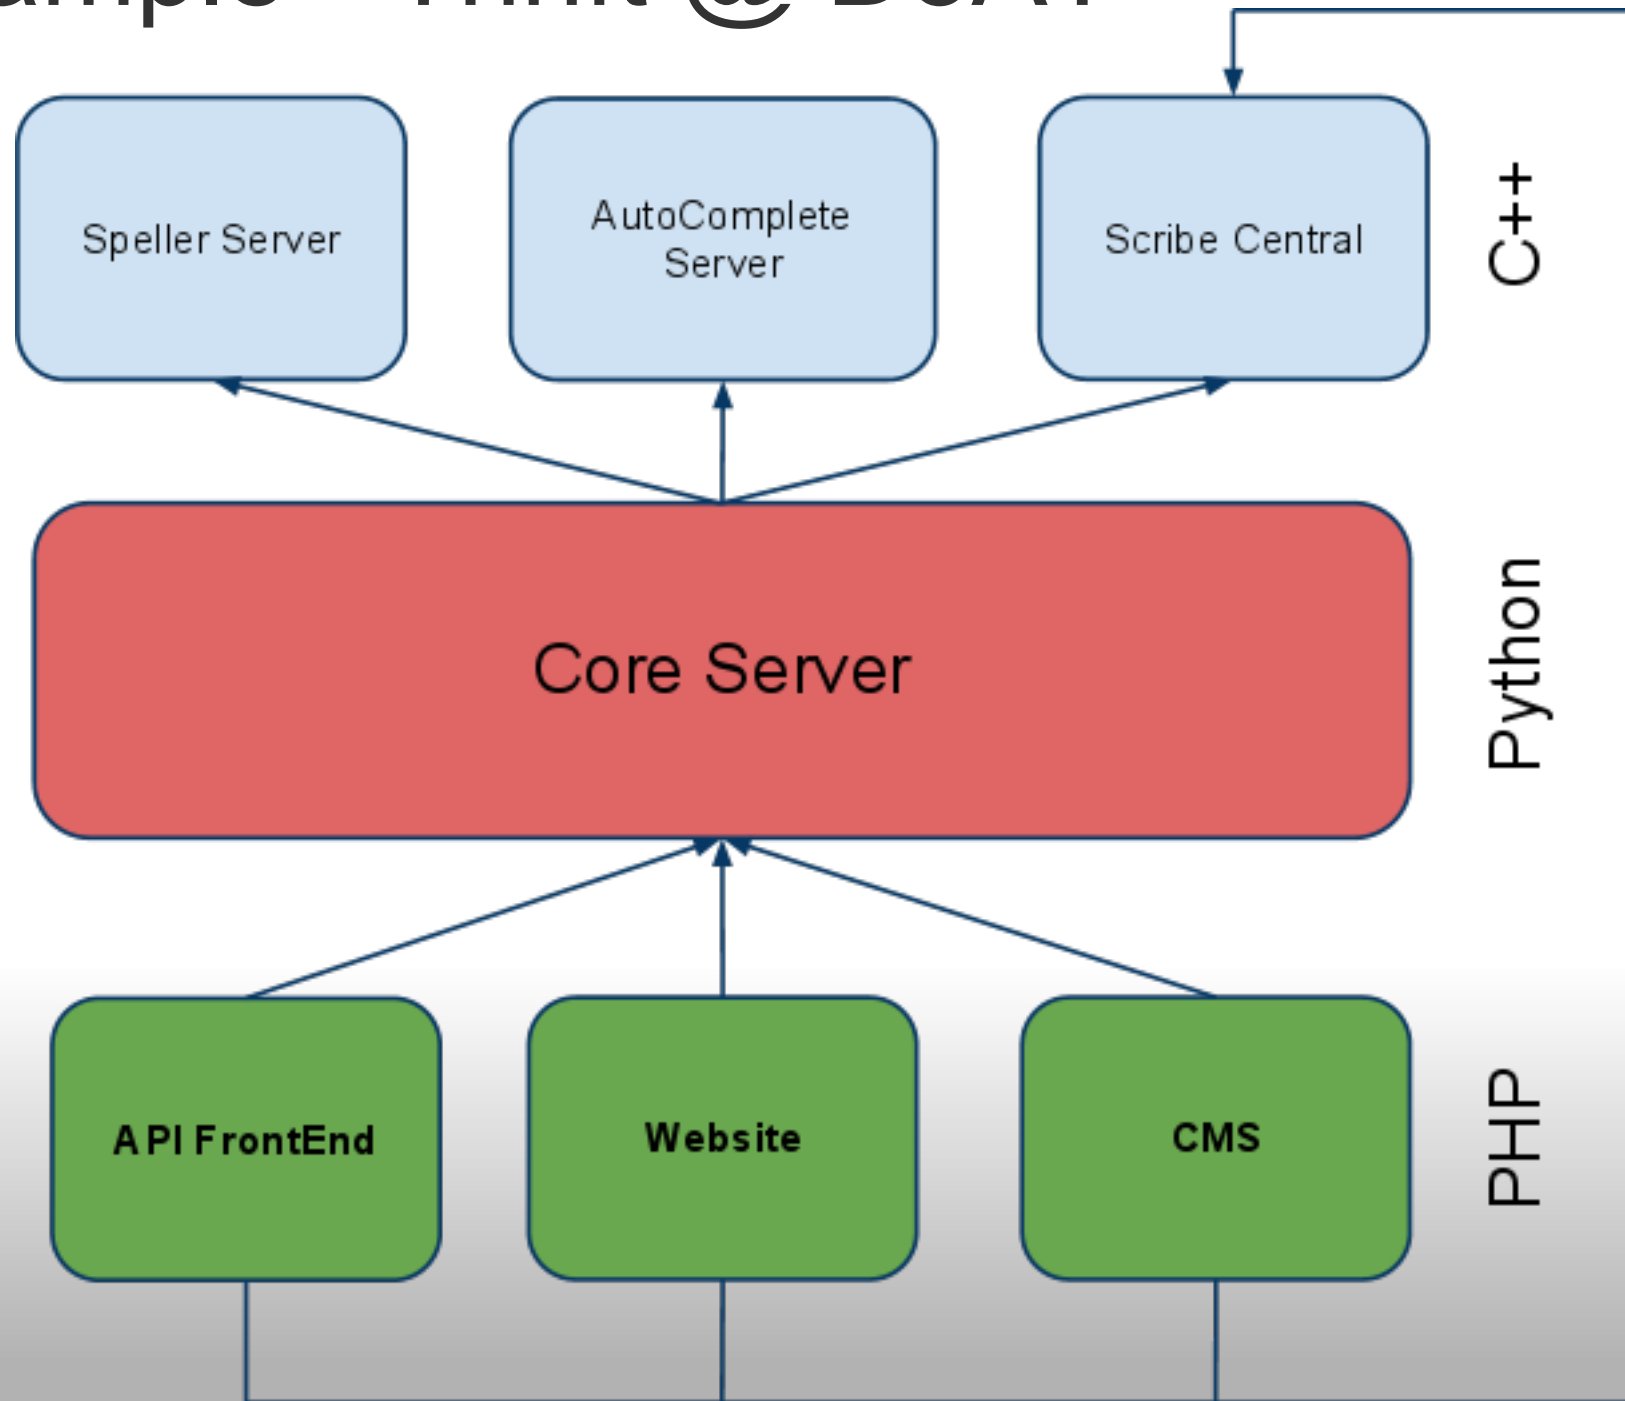 @
Speller Server
AutoComplete
Server
Scribe Central
C++
Core Server
Python
API FrontEnd
Website
CMS
PHP